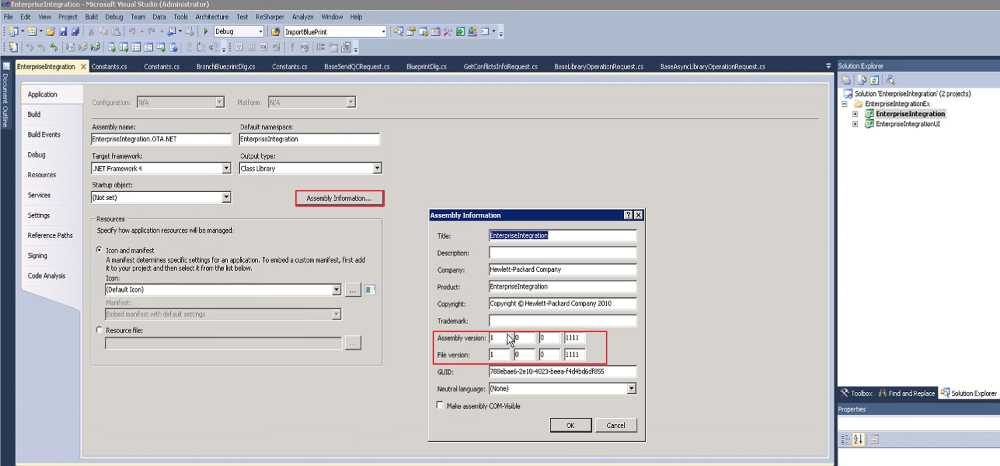 EnterpriseIntegration - Microsoft Visual Studio (Administrator)
File Edit View Project Build Debug Team Data Tools Architecture Test ReSharper Analyze Window Help
Debug ImportBluePrint
EnterpriseIntegration Constants.cs Constants.cs BranchBlueprintDlg.cs Constants.cs BaseSendQCRequest.cs BlueprintDlg.cs GetConflictsInfoRequest.cs BaseLibraryOperationRequest.cs BaseAsyncLibraryOperationRequest.cs
Document Outline
Application
Build
Build Events
Debug
Resources
Services
Settings
Reference Paths
Signing
Code Analysis
Configuration: N/A Platform: N/A
Assembly name: Default namespace:
EnterpriseIntegration.OTA.NET EnterpriseIntegration
Target framework: Output type:
.NET Framework 4 Class Library
Startup object:
(Not set) Assembly Information...
Resources
Specify how application resources will be managed:
Icon and manifest
A manifest determines specific settings for an application. To embed a custom manifest, first add
it to your project and then select it from the list below.
Icon:
(Default Icon) ...
Manifest:
Embed manifest with default settings
Resource file:
...
Assembly Information
Title: EnterpriseIntegration
Description:
Company: Hewlett-Packard Company
Product: EnterpriseIntegration
Copyright: Copyright © Hewlett-Packard Company 2010
Trademark:
Assembly version: 1 0 0 1111
File version: 1 0 0 1111
GUID: 788ebae6-2e10-4023-beea-f4d4bd6df855
Neutral language: (None)
Make assembly COM-Visible
OK Cancel
Solution Explorer
Solution 'EnterpriseIntegration' (2 projects)
EnterpriseIntegrationEx
EnterpriseIntegration
EnterpriseIntegrationUI
Toolbox Find and Replace Solution Explorer
Properties